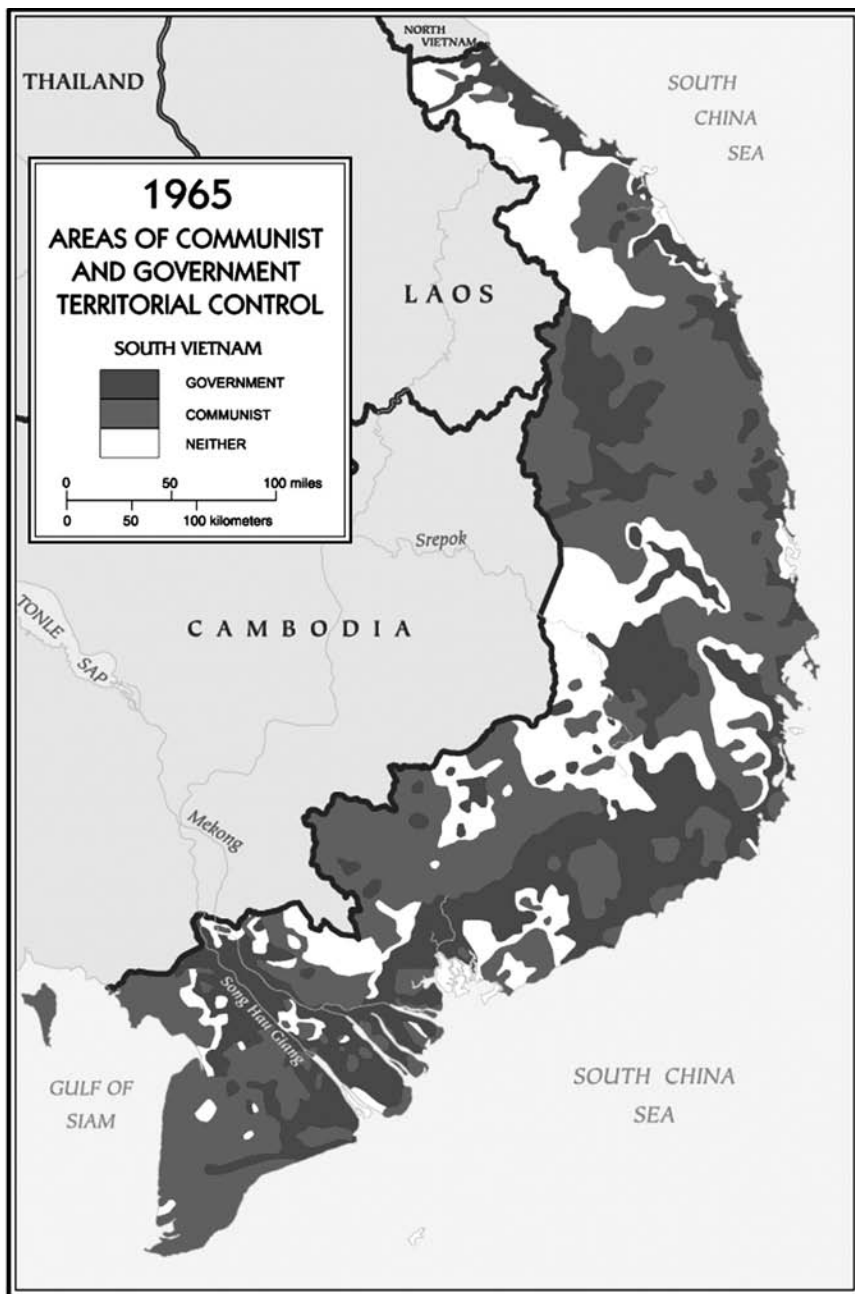 NORTH
VIETNAM
THAILAND
SOUTH
CHINA
SEA
1965
AREAS OF COMMUNIST
AND GOVERNMENT
TERRITORIAL CONTROL
SOUTH VIETNAM
GOVERNMENT
COMMUNIST
NEITHER
0 50 100 miles
0 50 100 kilometers
LAOS
Srepok
CAMBODIA
TONLE
SAP
Mekong
Song Hau Giang
GULF OF
SIAM
SOUTH CHINA
SEA